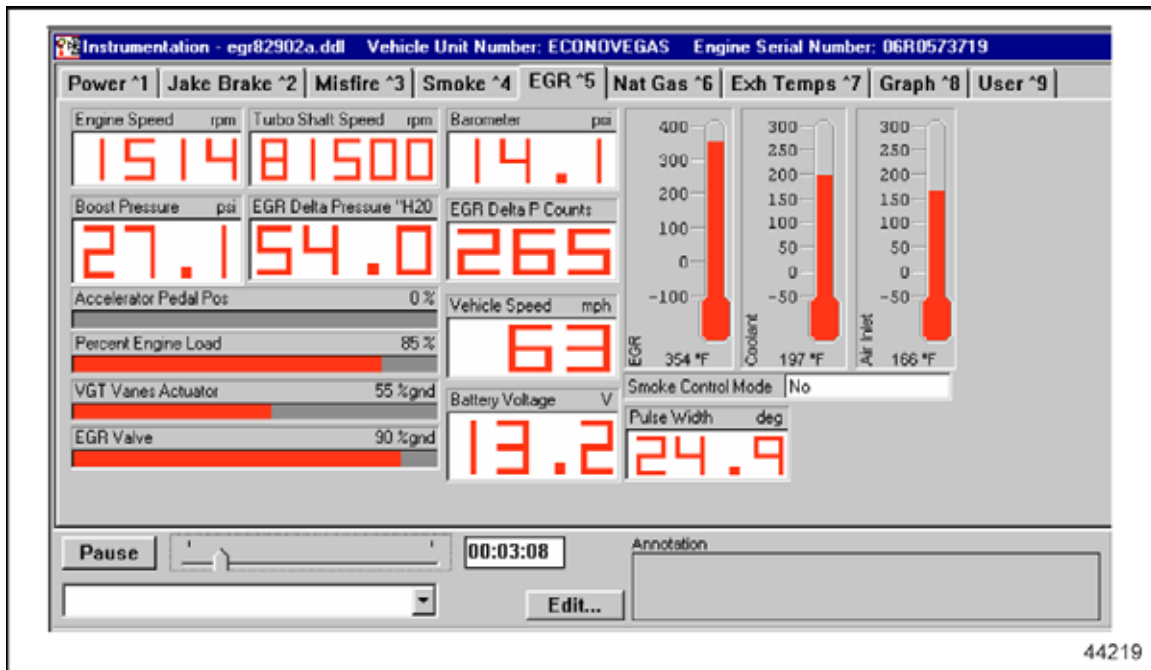 Instrumentation - egr82902a.ddl Vehicle Unit Number: ECONOVEGAS Engine Serial Number: 06R0573719
Power ^1 Jake Brake ^2 Misfire ^3 Smoke ^4 EGR ^5 Nat Gas ^6 Exh Temps ^7 Graph ^8 User ^9
Engine Speed rpm
1514
Turbo Shaft Speed rpm
81500
Barometer psi
14.1
Boost Pressure psi
27.1
EGR Delta Pressure "H20
54.0
EGR Delta P Counts
265
Accelerator Pedal Pos 0 %
Percent Engine Load 85 %
VGT Vanes Actuator 55 %gnd
EGR Valve 90 %gnd
Vehicle Speed mph
63
Battery Voltage V
13.2
400
300
200
100
0
-100
EGR
354 °F
300
250
200
150
100
50
0
-50
Coolant
197 °F
300
250
200
150
100
50
0
-50
Air Inlet
166 °F
Smoke Control Mode No
Pulse Width deg
24.9
Pause
00:03:08
Edit...
Annotation
44219